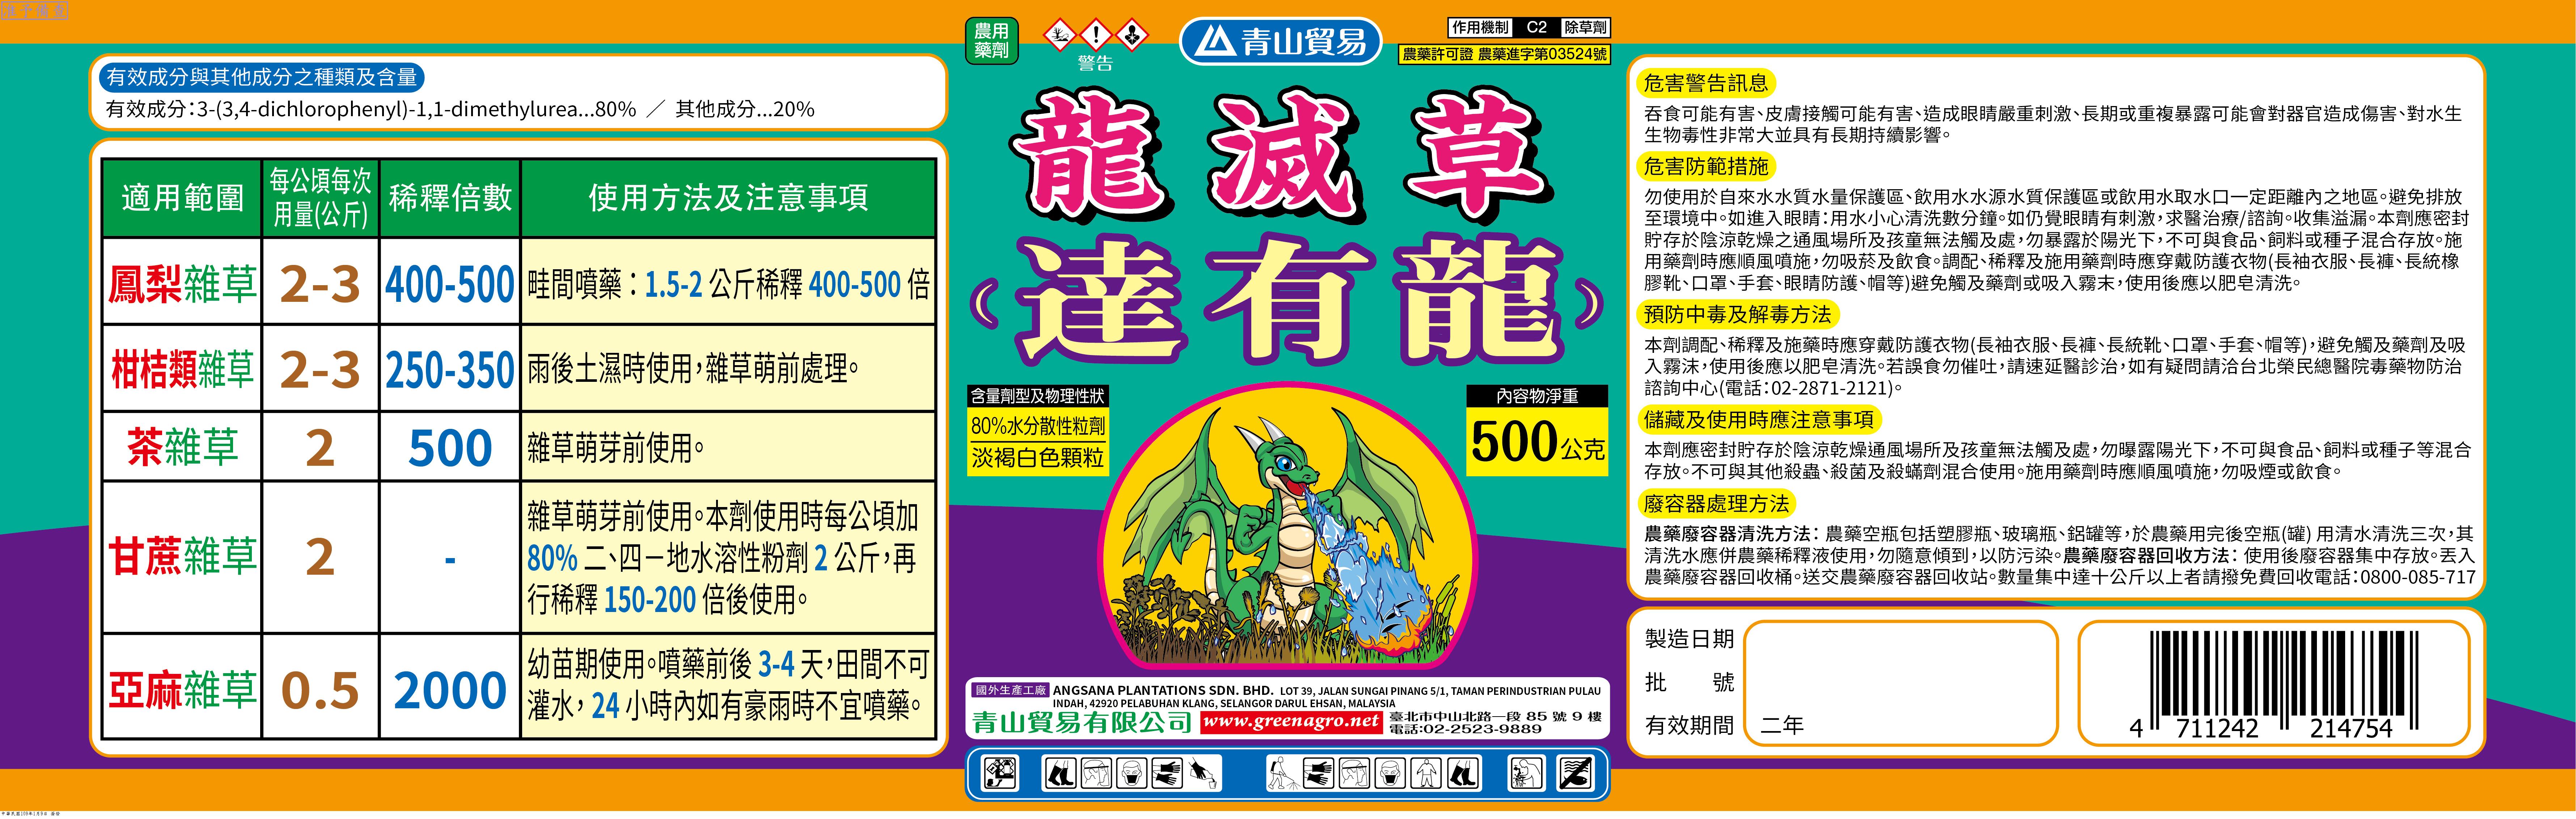 准予備查
有效成分與其他成分之種類及含量
有效成分:3-(3,4-dichlorophenyl)-1,1-dimethylurea...80% ／ 其他成分...20%
適用範圍 每公頃每次用量(公斤) 稀釋倍數 使用方法及注意事項
鳳梨雜草 2-3 400-500 畦間噴藥：1.5-2 公斤稀釋 400-500 倍
柑桔類雜草 2-3 250-350 雨後土濕時使用,雜草萌前處理。
茶雜草 2 500 雜草萌芽前使用。
甘蔗雜草 2 - 雜草萌芽前使用。本劑使用時每公頃加
80% 二、四－地水溶性粉劑 2 公斤,再
行稀釋 150-200 倍後使用。
亞麻雜草 0.5 2000 幼苗期使用。噴藥前後 3-4 天,田間不可
灌水, 24 小時內如有豪雨時不宜噴藥。
農用
藥劑
警告
青山貿易
作用機制 C2 除草劑
農藥許可證 農藥進字第03524號
龍滅草
(達有龍)
含量劑型及物理性狀
80%水分散性粒劑
淡褐白色顆粒
內容物淨重
500公克
國外生產工廠 ANGSANA PLANTATIONS SDN. BHD. LOT 39, JALAN SUNGAI PINANG 5/1, TAMAN PERINDUSTRIAN PULAU
INDAH, 42920 PELABUHAN KLANG, SELANGOR DARUL EHSAN, MALAYSIA
青山貿易有限公司 www.greenagro.net 臺北市中山北路一段 85 號 9 樓
電話:02-2523-9889
危害警告訊息
吞食可能有害、皮膚接觸可能有害、造成眼睛嚴重刺激、長期或重複暴露可能會對器官造成傷害、對水生
生物毒性非常大並具有長期持續影響。
危害防範措施
勿使用於自來水水質水量保護區、飲用水水源水質保護區或飲用水取水口一定距離內之地區。避免排放
至環境中。如進入眼睛:用水小心清洗數分鐘。如仍覺眼睛有刺激,求醫治療/諮詢。收集溢漏。本劑應密封
貯存於陰涼乾燥之通風場所及孩童無法觸及處,勿暴露於陽光下,不可與食品、飼料或種子混合存放。施
用藥劑時應順風噴施,勿吸菸及飲食。調配、稀釋及施用藥劑時應穿戴防護衣物(長袖衣服、長褲、長統橡
膠靴、口罩、手套、眼睛防護、帽等)避免觸及藥劑或吸入霧末,使用後應以肥皂清洗。
預防中毒及解毒方法
本劑調配、稀釋及施藥時應穿戴防護衣物(長袖衣服、長褲、長統靴、口罩、手套、帽等),避免觸及藥劑及吸
入霧沫,使用後應以肥皂清洗。若誤食勿催吐,請速延醫診治,如有疑問請洽台北榮民總醫院毒藥物防治
諮詢中心(電話:02-2871-2121)。
儲藏及使用時應注意事項
本劑應密封貯存於陰涼乾燥通風場所及孩童無法觸及處,勿曝露陽光下,不可與食品、飼料或種子等混合
存放。不可與其他殺蟲、殺菌及殺蟎劑混合使用。施用藥劑時應順風噴施,勿吸煙或飲食。
廢容器處理方法
農藥廢容器清洗方法: 農藥空瓶包括塑膠瓶、玻璃瓶、鋁罐等,於農藥用完後空瓶(罐) 用清水清洗三次,其
清洗水應併農藥稀釋液使用,勿隨意傾到,以防污染。農藥廢容器回收方法: 使用後廢容器集中存放。丟入
農藥廢容器回收桶。送交農藥廢容器回收站。數量集中達十公斤以上者請撥免費回收電話:0800-085-717
製造日期
批 號
有效期間 二年
4 711242 214754